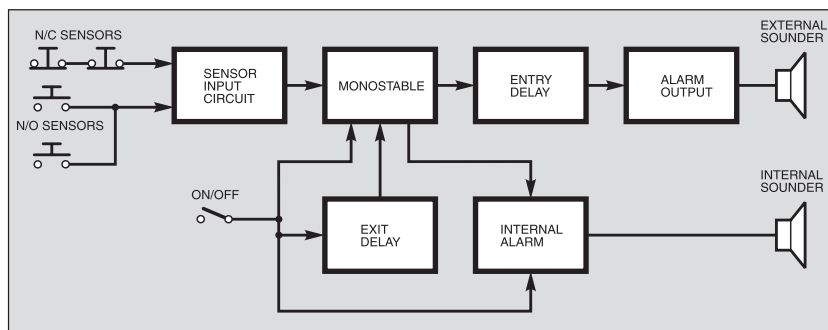 N/C SENSORS
EXTERNAL
SOUNDER
SENSOR
INPUT
CIRCUIT
MONOSTABLE
ENTRY
DELAY
ALARM
OUTPUT
N/O SENSORS
INTERNAL
SOUNDER
ON/OFF
EXIT
DELAY
INTERNAL
ALARM